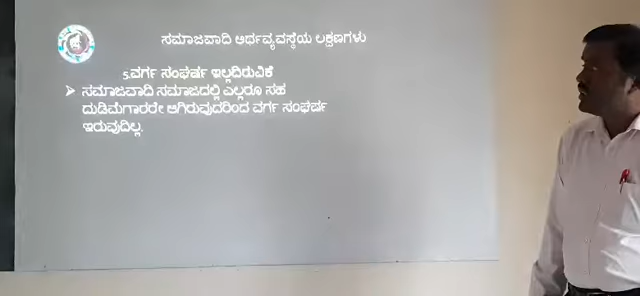 ಸಮಾಜವಾದಿ ಆರ್ಥವ್ಯವಸ್ಥೆಯ ಲಕ್ಷಣಗಳು
5.ವರ್ಗ ಸಂಘರ್ಷ ಇಲ್ಲದಿರುವಿಕೆ
➢ ಸಮಾಜವಾದಿ ಸಮಾಜದಲ್ಲಿ ಎಲ್ಲರೂ ಸಹ
ದುಡಿಮೆಗಾರರೇ ಆಗಿರುವುದರಿಂದ ವರ್ಗ ಸಂಘರ್ಷ
ಇರುವುದಿಲ್ಲ.